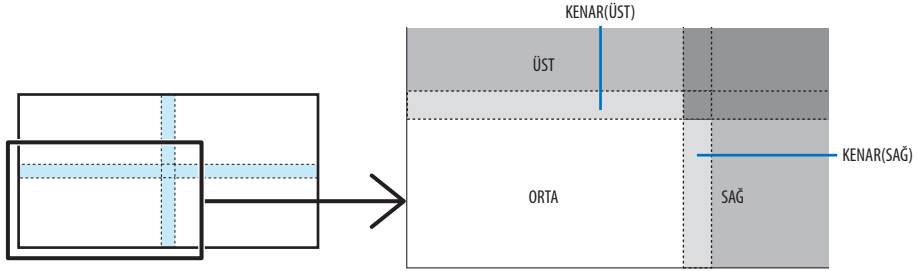 KENAR(ÜST)
ÜST
KENAR(SAĞ)
ORTA
SAĞ